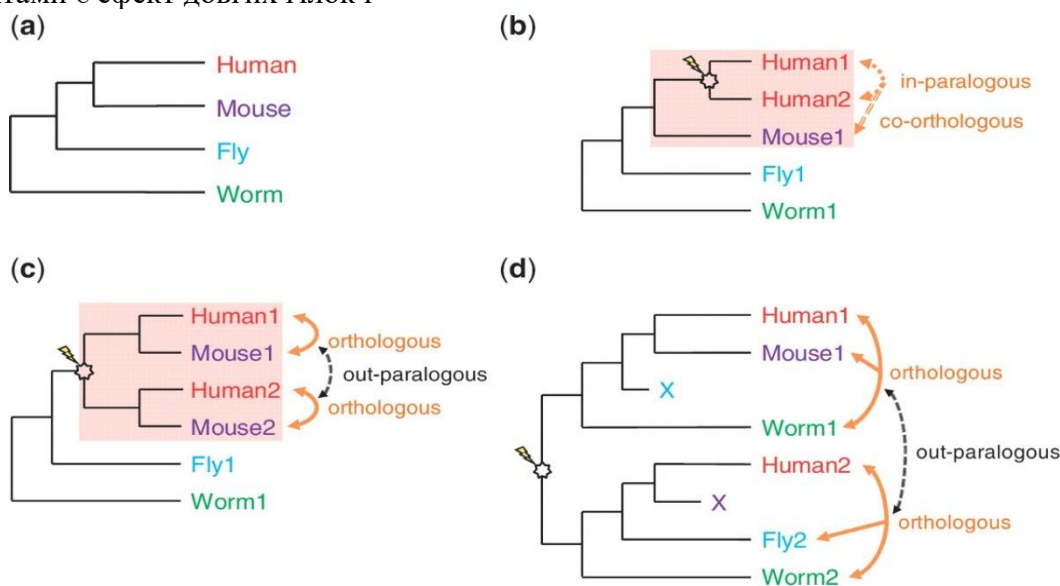 (a)
Human
Mouse
Fly
Worm
(b)
Human1
Human2
Mouse1
Fly1
Worm1
in-paralogous
co-orthologous
(c)
Human1
Mouse1
Human2
Mouse2
Fly1
Worm1
orthologous
out-paralogous
orthologous
(d)
Human1
Mouse1
X
Worm1
Human2
X
Fly2
Worm2
orthologous
out-paralogous
orthologous